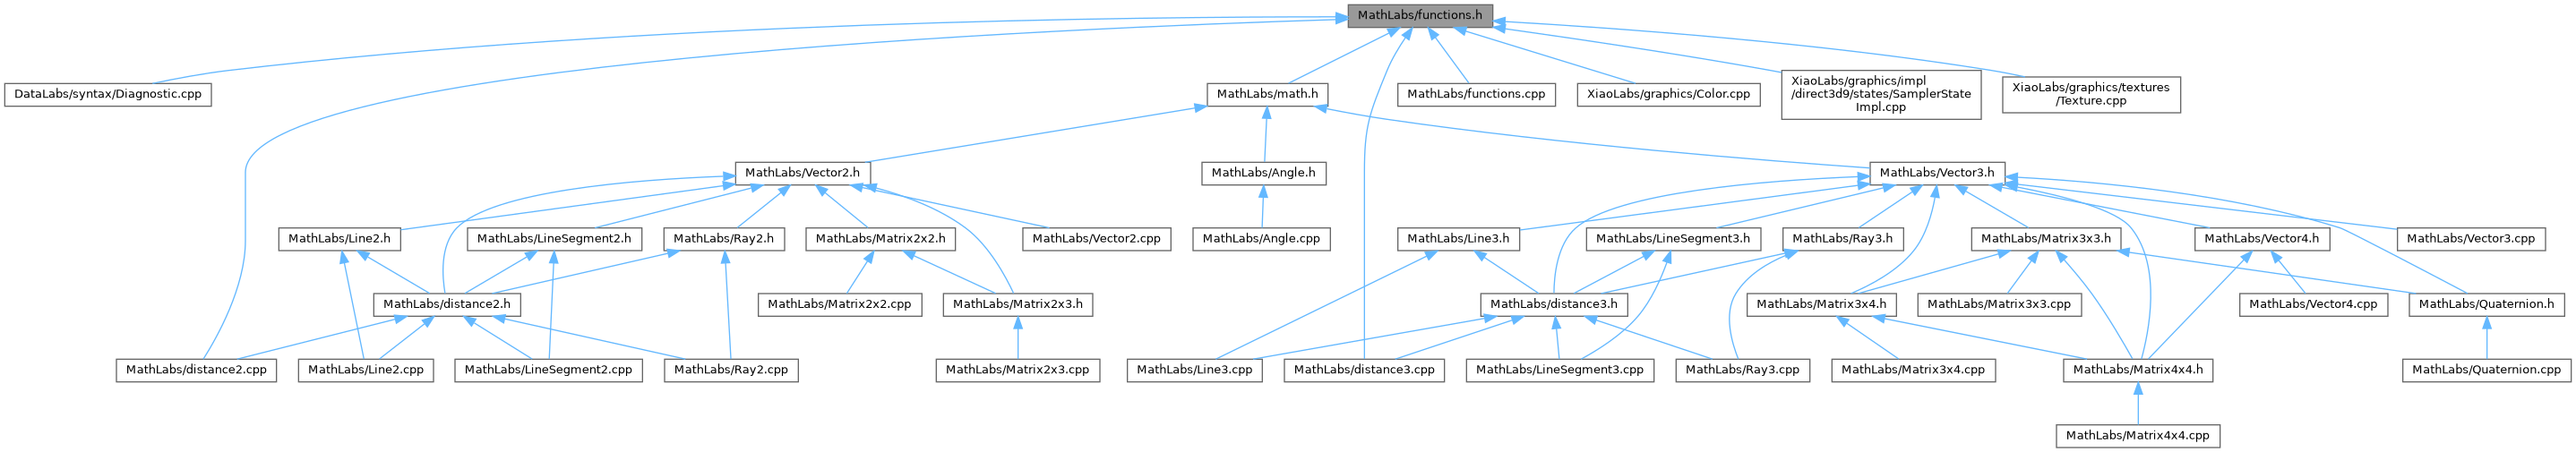 MathLabs/functions.h
DataLabs/syntax/Diagnostic.cpp
MathLabs/math.h
MathLabs/functions.cpp
XiaoLabs/graphics/Color.cpp
XiaoLabs/graphics/impl
/direct3d9/states/SamplerState
Impl.cpp
XiaoLabs/graphics/textures
/Texture.cpp
MathLabs/Vector2.h
MathLabs/Angle.h
MathLabs/Vector3.h
MathLabs/Line2.h
MathLabs/LineSegment2.h
MathLabs/Ray2.h
MathLabs/Matrix2x2.h
MathLabs/Vector2.cpp
MathLabs/Angle.cpp
MathLabs/Line3.h
MathLabs/LineSegment3.h
MathLabs/Ray3.h
MathLabs/Matrix3x3.h
MathLabs/Vector4.h
MathLabs/Vector3.cpp
MathLabs/distance2.h
MathLabs/Matrix2x2.cpp
MathLabs/Matrix2x3.h
MathLabs/distance3.h
MathLabs/Matrix3x4.h
MathLabs/Matrix3x3.cpp
MathLabs/Vector4.cpp
MathLabs/Quaternion.h
MathLabs/distance2.cpp
MathLabs/Line2.cpp
MathLabs/LineSegment2.cpp
MathLabs/Ray2.cpp
MathLabs/Matrix2x3.cpp
MathLabs/Line3.cpp
MathLabs/distance3.cpp
MathLabs/LineSegment3.cpp
MathLabs/Ray3.cpp
MathLabs/Matrix3x4.cpp
MathLabs/Matrix4x4.h
MathLabs/Quaternion.cpp
MathLabs/Matrix4x4.cpp